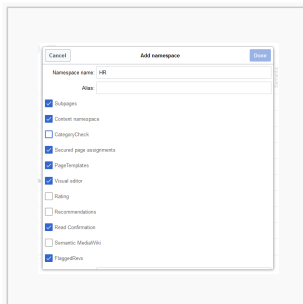 Cancel Add namespace Done
Namespace name: HR
Alias:
Subpages
Content namespace
CategoryCheck
Secured page assignments
PageTemplates
Visual editor
Rating
Recommendations
Read Confirmation
Semantic MediaWiki
FlaggedRevs